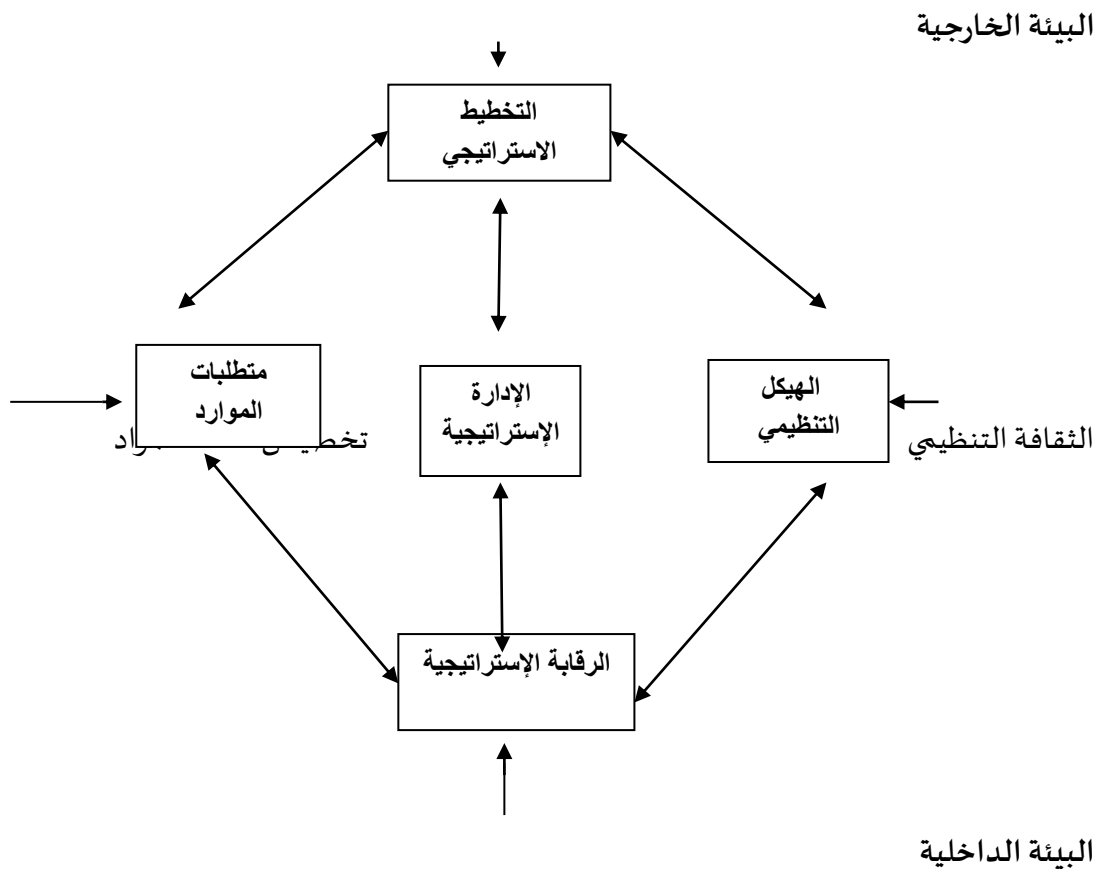 البيئة الخارجية
التخطيط
الاستراتيجي
الهيكل
التنظيمي
الإدارة
الإستراتيجية
متطلبات
الموارد
الثقافة التنظيمي
الرقابة الإستراتيجية
البيئة الداخلية